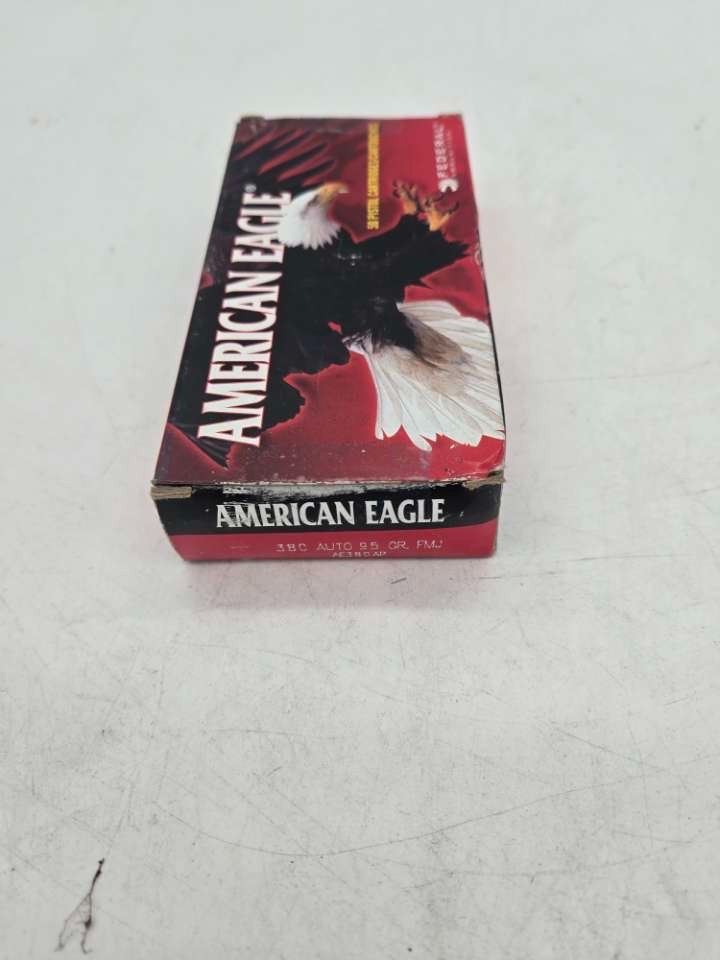 AMERICAN EAGLE®
50 PISTOL CARTRIDGES/CARTOUCHES
FEDERAL
AMERICAN EAGLE
380 AUTO 95 GR. FMJ
AE380AP